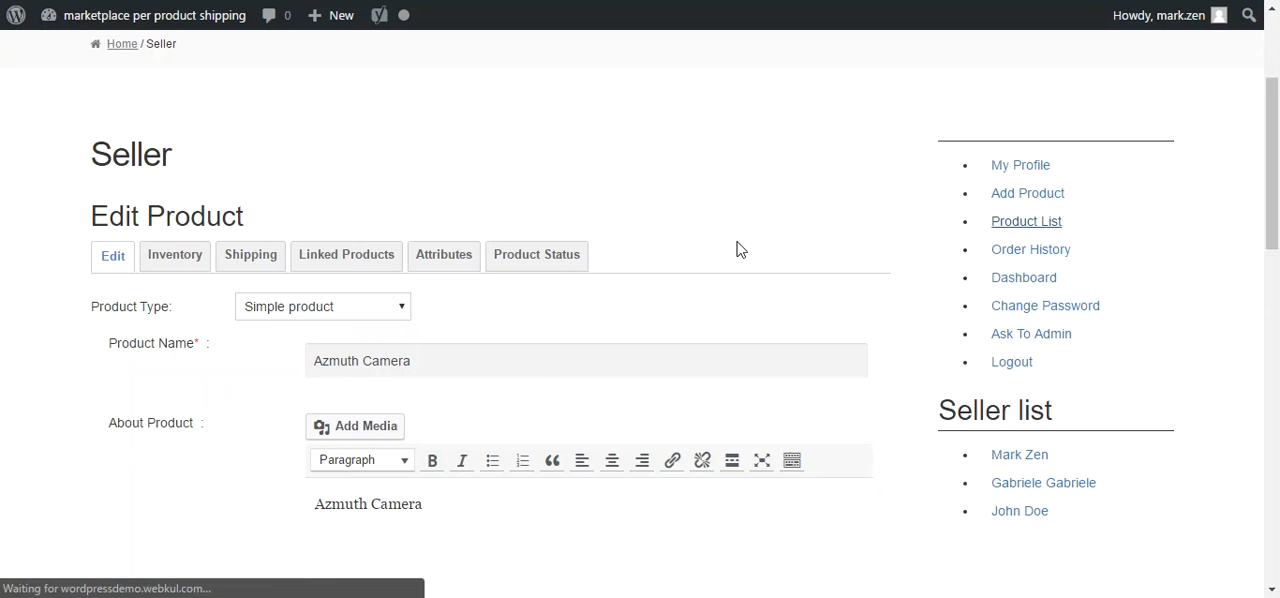 marketplace per product shipping 0 New Howdy, mark.zen
Home / Seller
Seller
Edit Product
Edit Inventory Shipping Linked Products Attributes Product Status
Product Type: Simple product
Product Name* :
Azmuth Camera
About Product :
Add Media
Paragraph B I
Azmuth Camera
My Profile
Add Product
Product List
Order History
Dashboard
Change Password
Ask To Admin
Logout
Seller list
Mark Zen
Gabriele Gabriele
John Doe
Waiting for wordpressdemo.webkul.com...